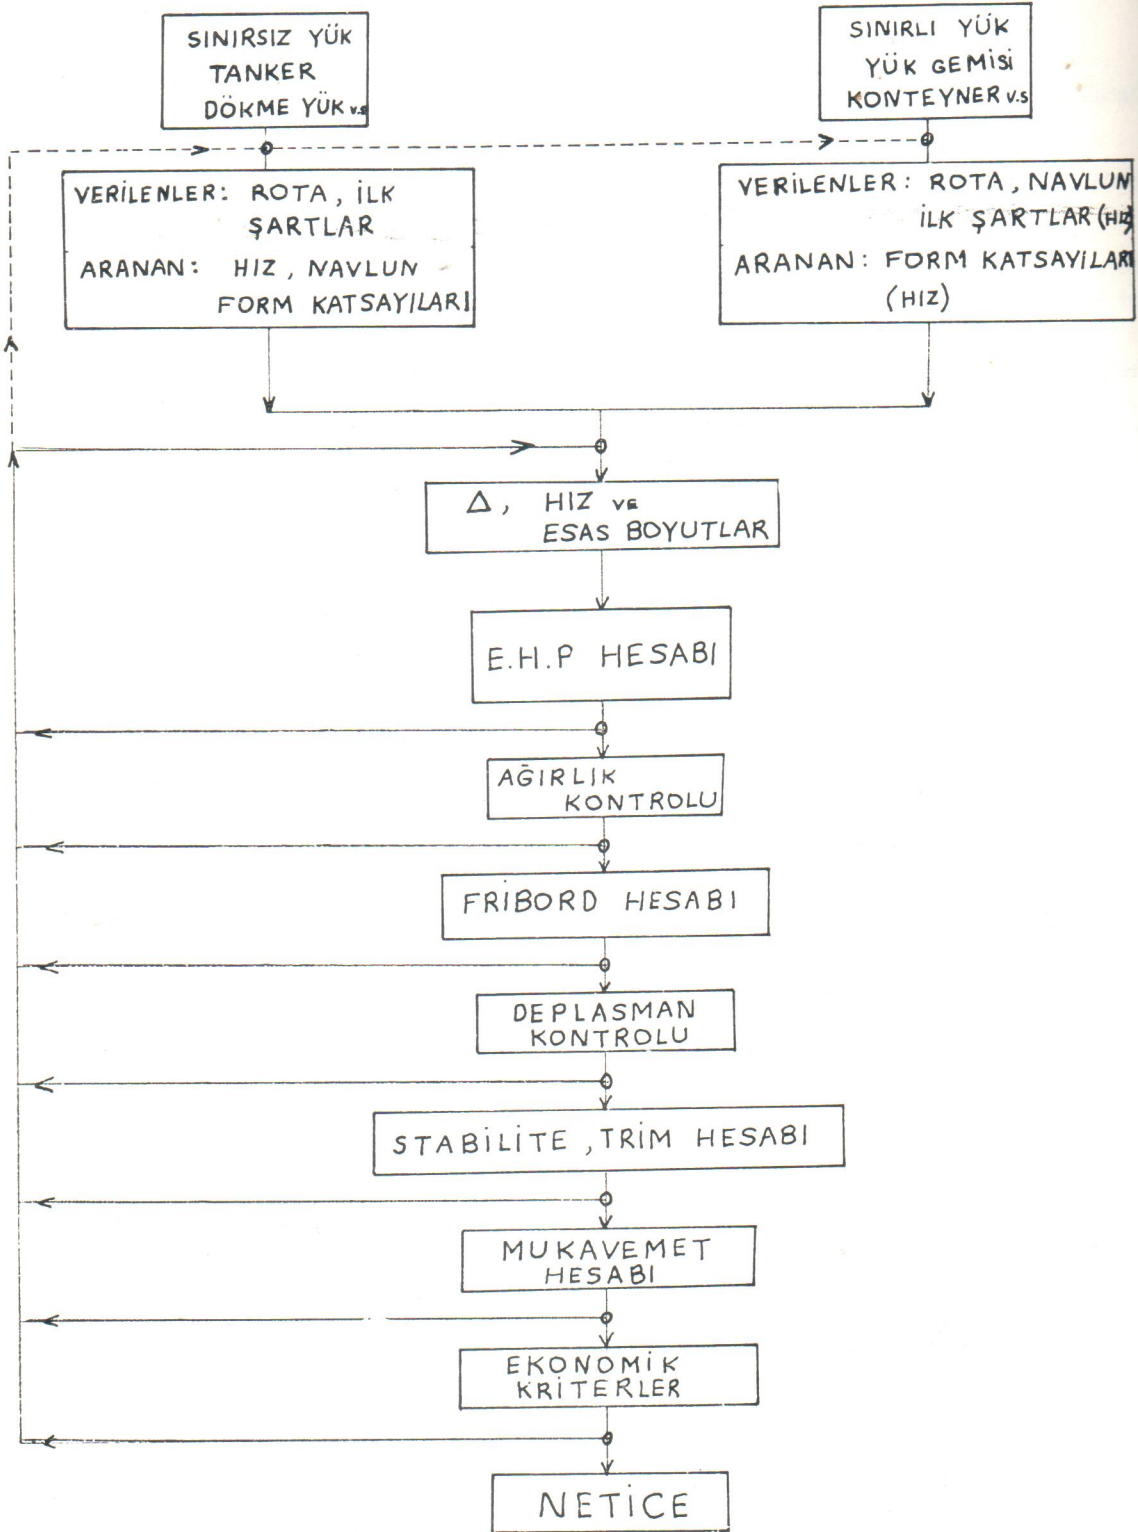 SINIRSIZ YÜK
TANKER
DÖKME YÜK v.s
SINIRLI YÜK
YÜK GEMİSİ
KONTEYNER v.s
VERİLENLER: ROTA, İLK
ŞARTLAR
ARANAN: HIZ, NAVLUN
FORM KATSAYILARI
VERİLENLER: ROTA, NAVLUN
İLK ŞARTLAR (HIZ)
ARANAN: FORM KATSAYILARI
(HIZ)
Δ, HIZ ve
ESAS BOYUTLAR
E.H.P HESABI
AĞIRLIK
KONTROLU
FRİBORD HESABI
DEPLASMAN
KONTROLU
STABİLİTE, TRİM HESABI
MUKAVEMET
HESABI
EKONOMİK
KRİTERLER
NETİCE